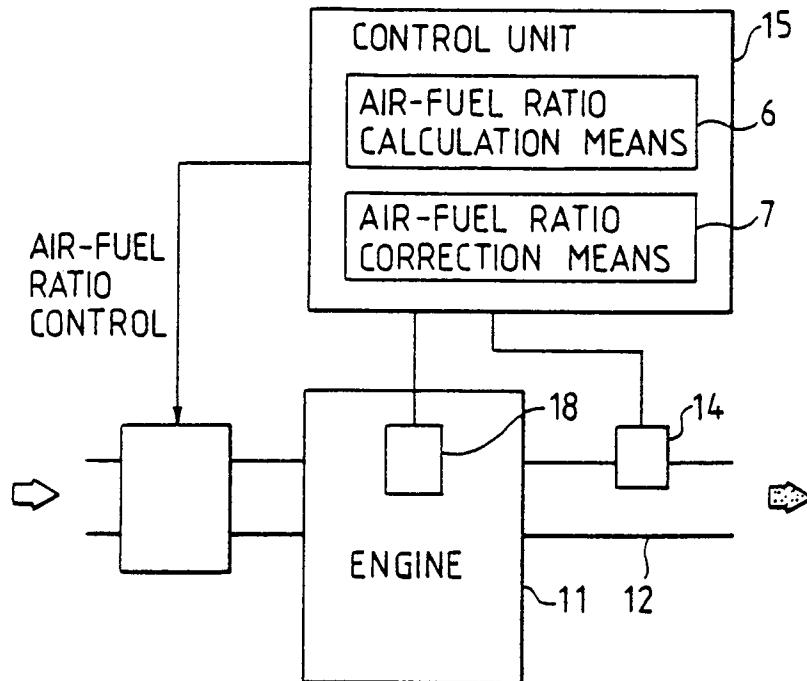 CONTROL UNIT
15
AIR-FUEL RATIO
CALCULATION MEANS
6
AIR-FUEL RATIO
CORRECTION MEANS
7
AIR-FUEL
RATIO
CONTROL
18
14
ENGINE
11
12